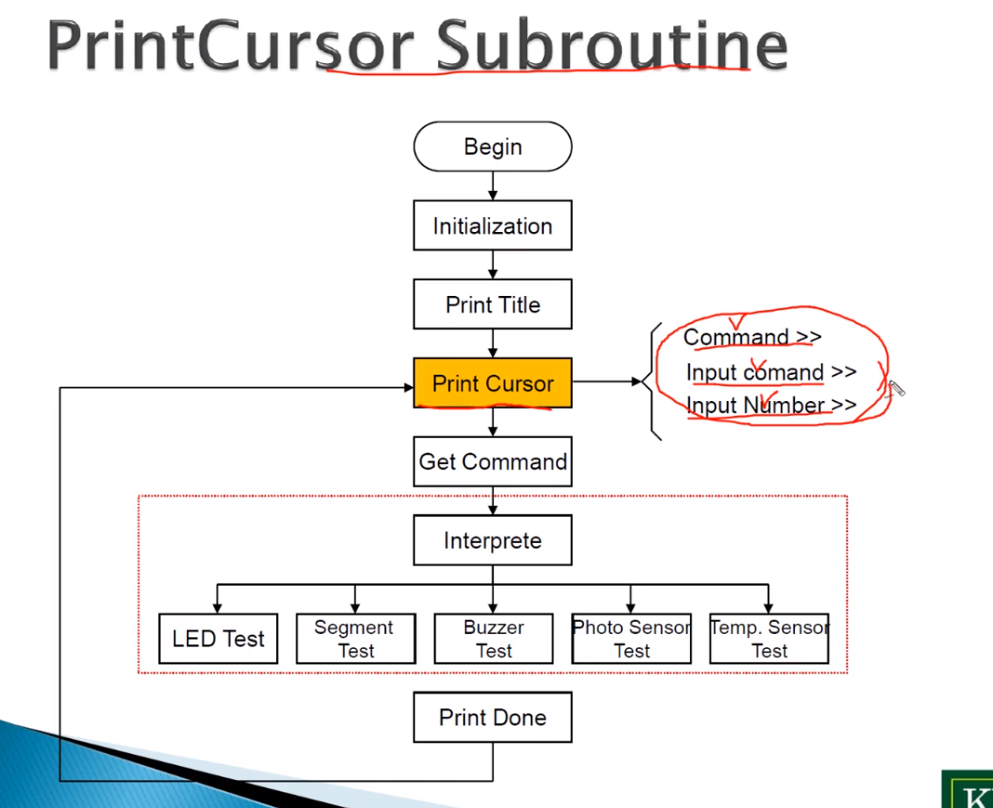 PrintCursor Subroutine
Begin
Initialization
Print Title
Print Cursor
Command >>
Input comand >>
Input Number >>
Get Command
Interprete
LED Test
Segment
Test
Buzzer
Test
Photo Sensor
Test
Temp. Sensor
Test
Print Done